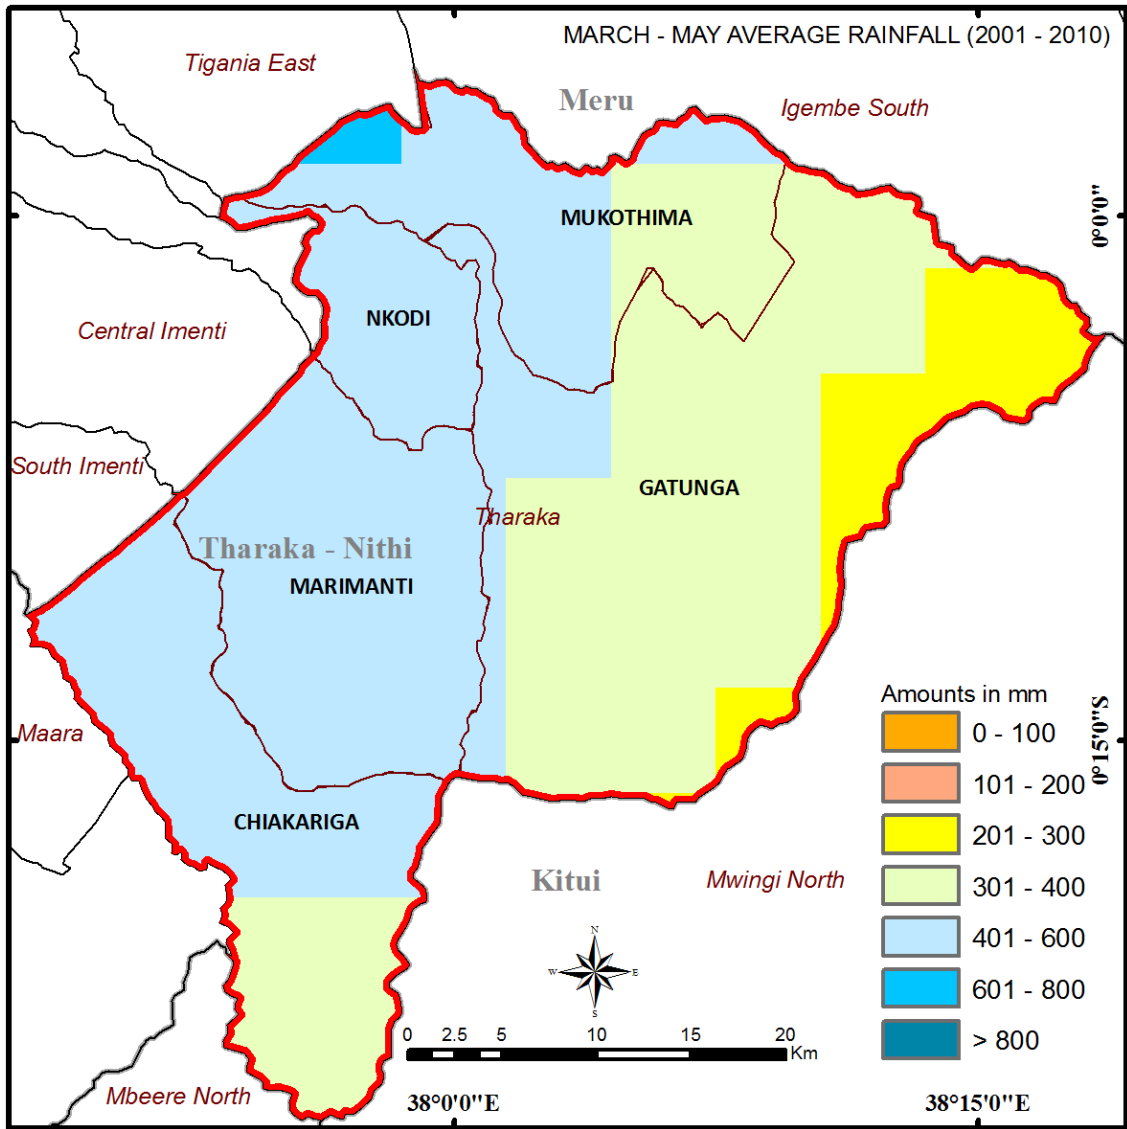 MARCH - MAY AVERAGE RAINFALL (2001 - 2010)
Tigania East
Meru
Igembe South
MUKOTHIMA
0°0'0"
NKODI
Central Imenti
South Imenti
GATUNGA
Tharaka
Tharaka - Nithi
MARIMANTI
Amounts in mm
0 - 100
101 - 200
201 - 300
301 - 400
401 - 600
601 - 800
> 800
0°15'0"S
Maara
CHIAKARIGA
Kitui
Mwingi North
N
W E
S
0 2.5 5 10 15 20
Km
Mbeere North
38°0'0"E
38°15'0"E